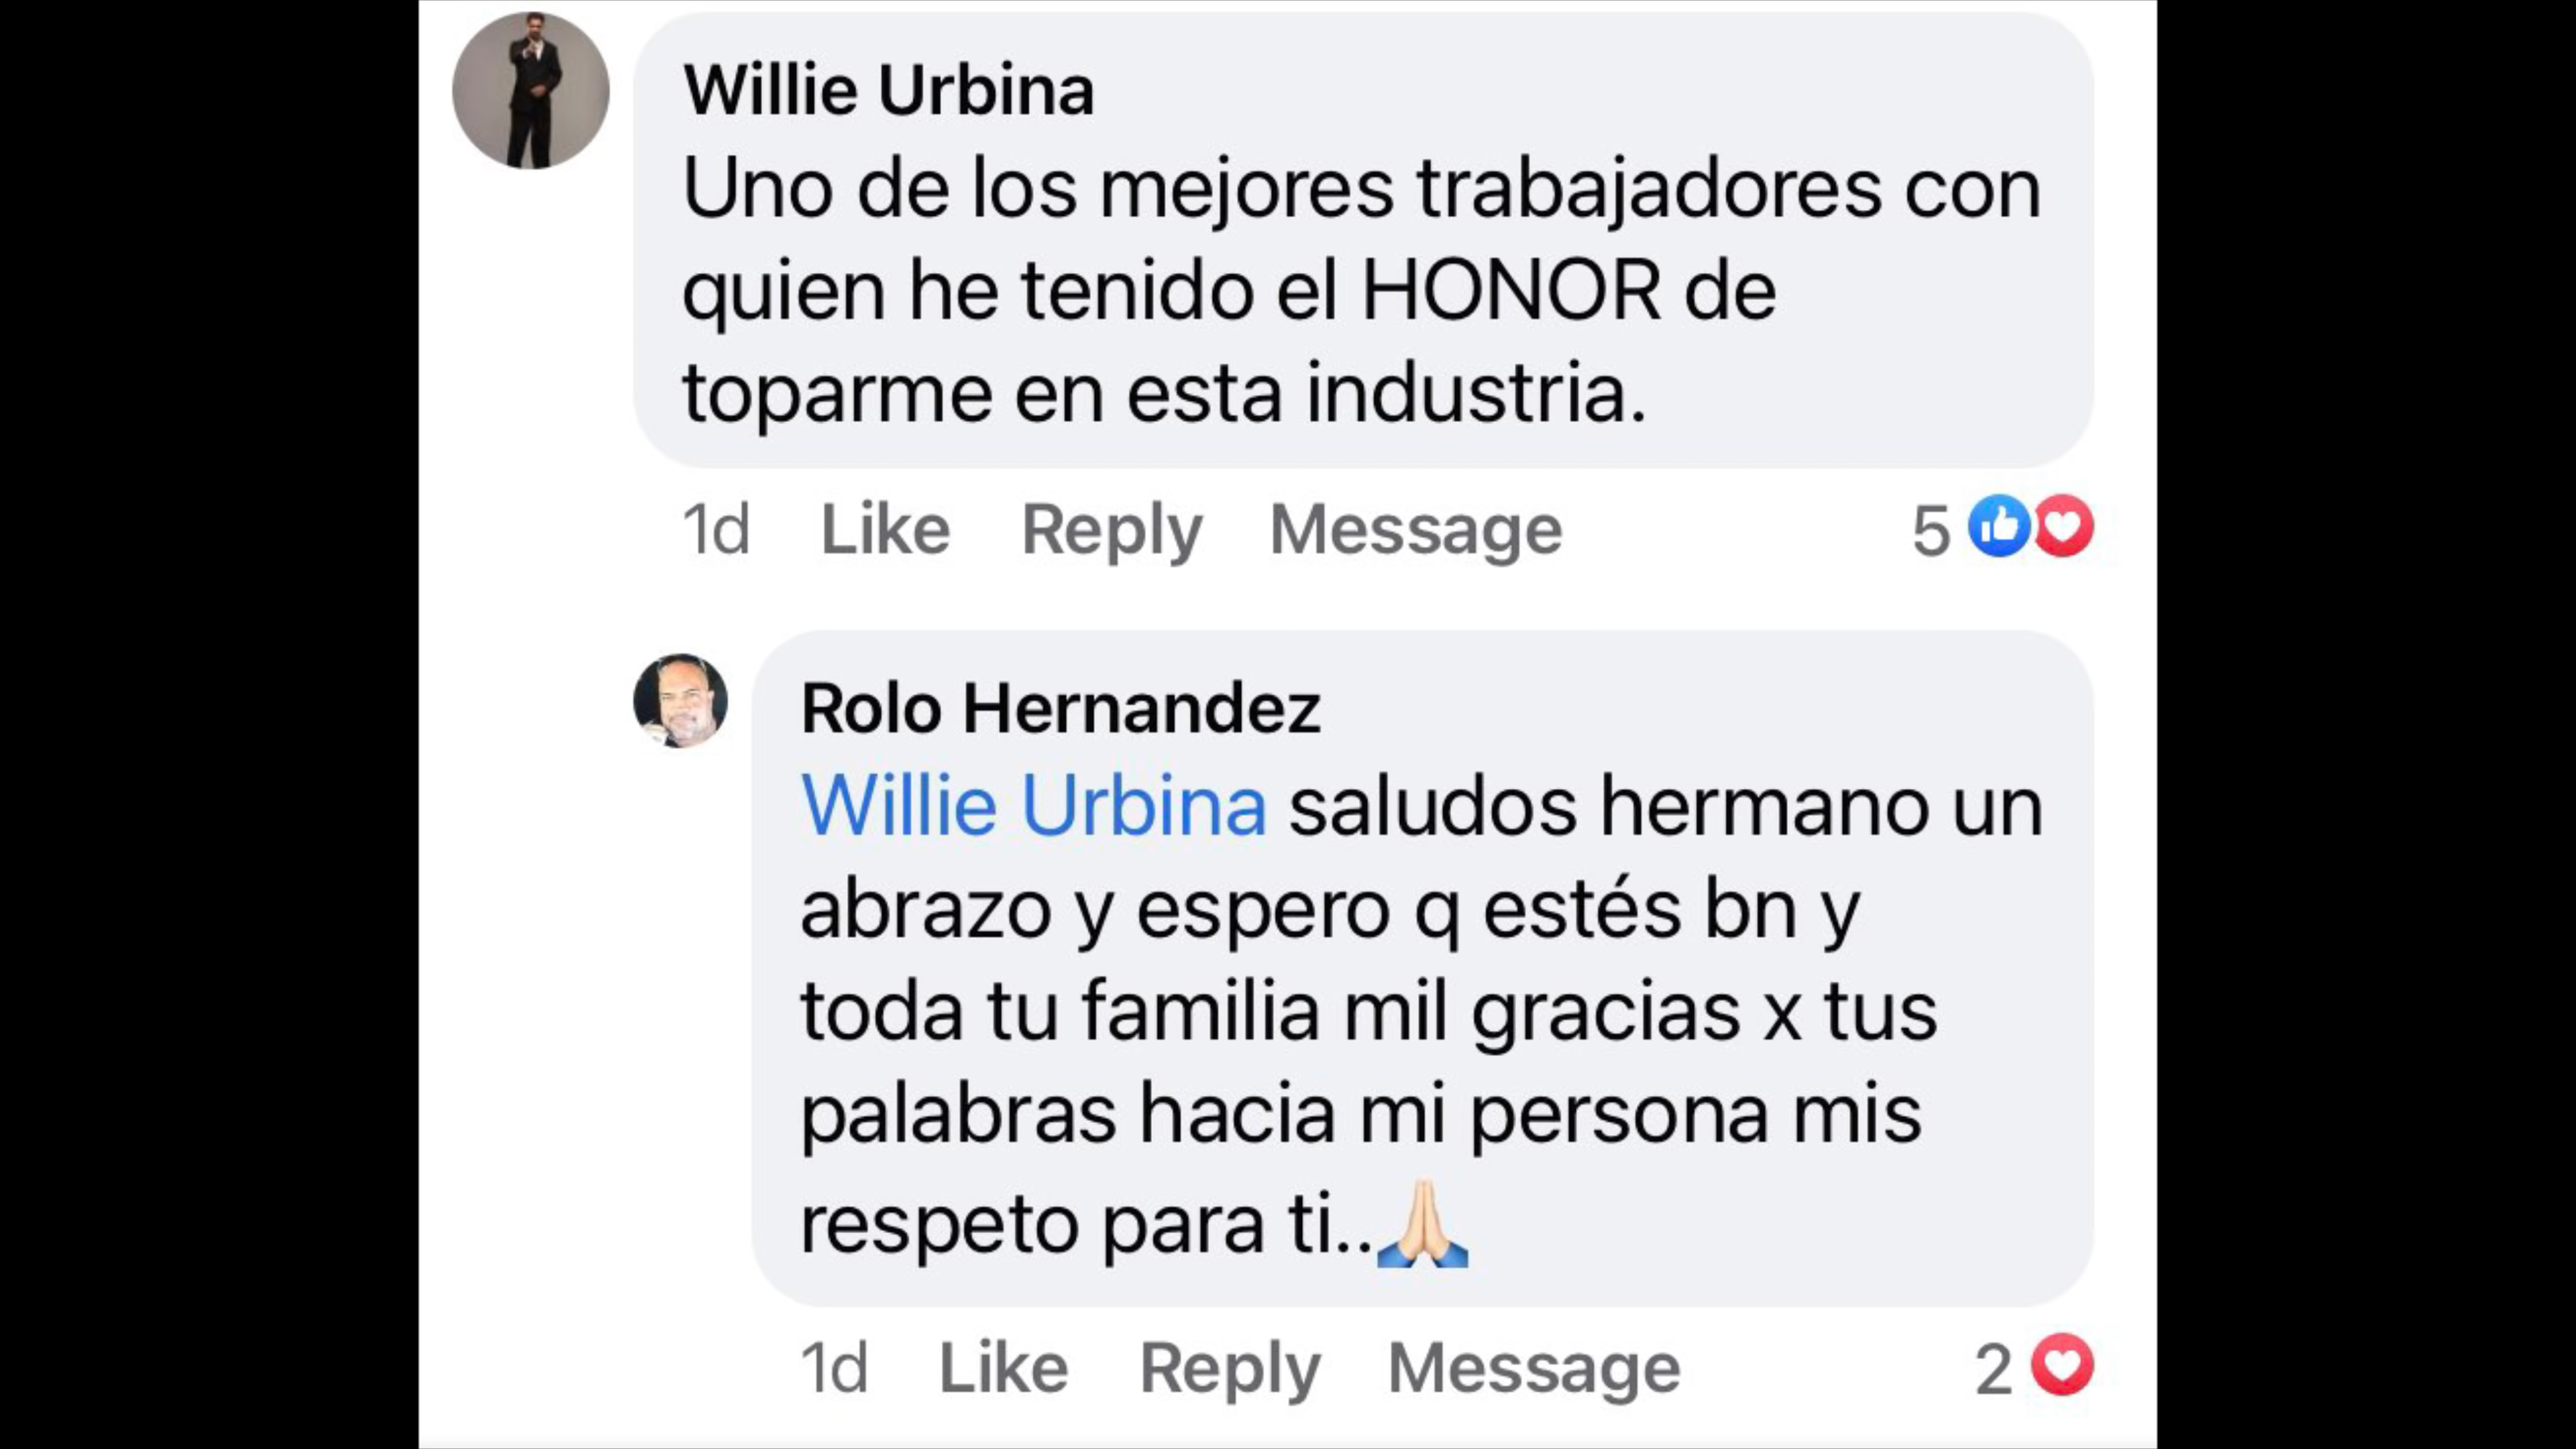 Willie Urbina
Uno de los mejores trabajadores con
quien he tenido el HONOR de
toparme en esta industria.
1d Like Reply Message 5
Rolo Hernandez
Willie Urbina saludos hermano un
abrazo y espero q estés bn y
toda tu familia mil gracias x tus
palabras hacia mi persona mis
respeto para ti..🙏🏻
1d Like Reply Message 2